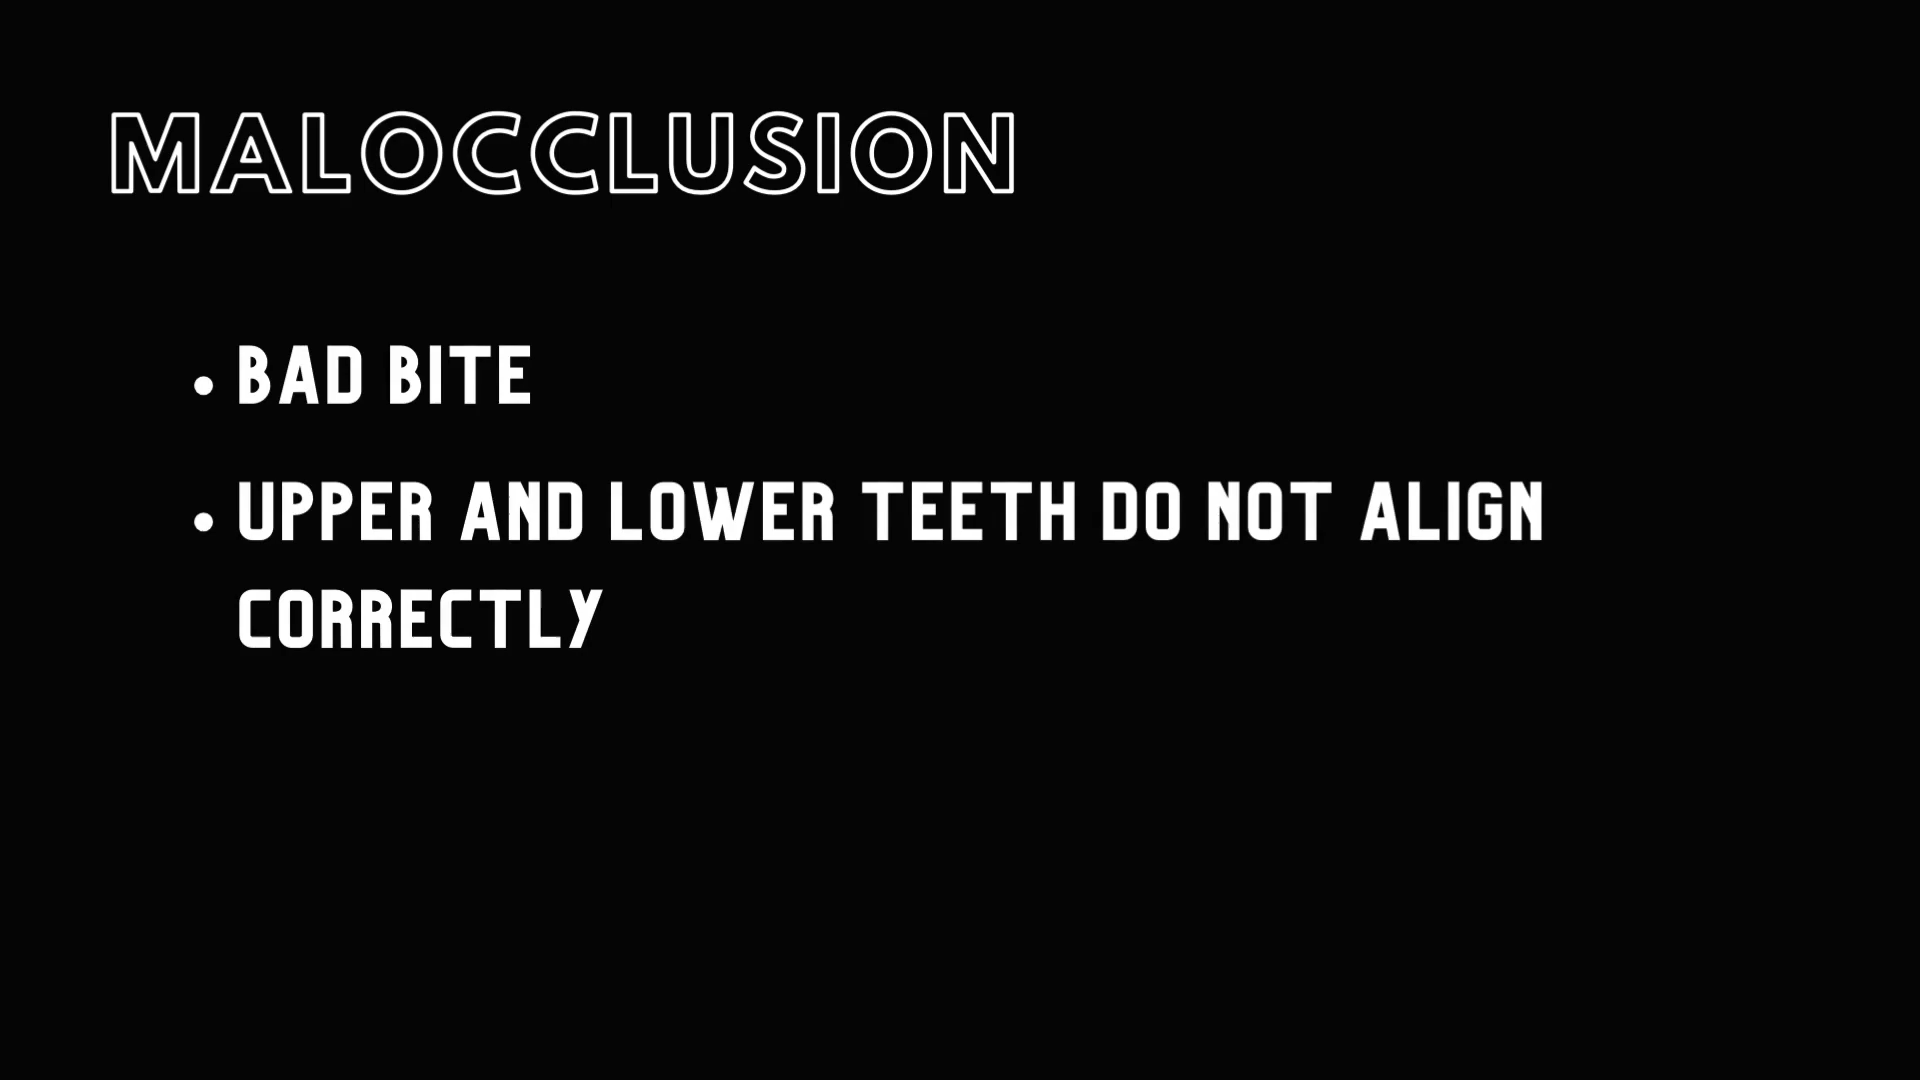 MALOCCLUSION
• BAD BITE
• UPPER AND LOWER TEETH DO NOT ALIGN
CORRECTLY